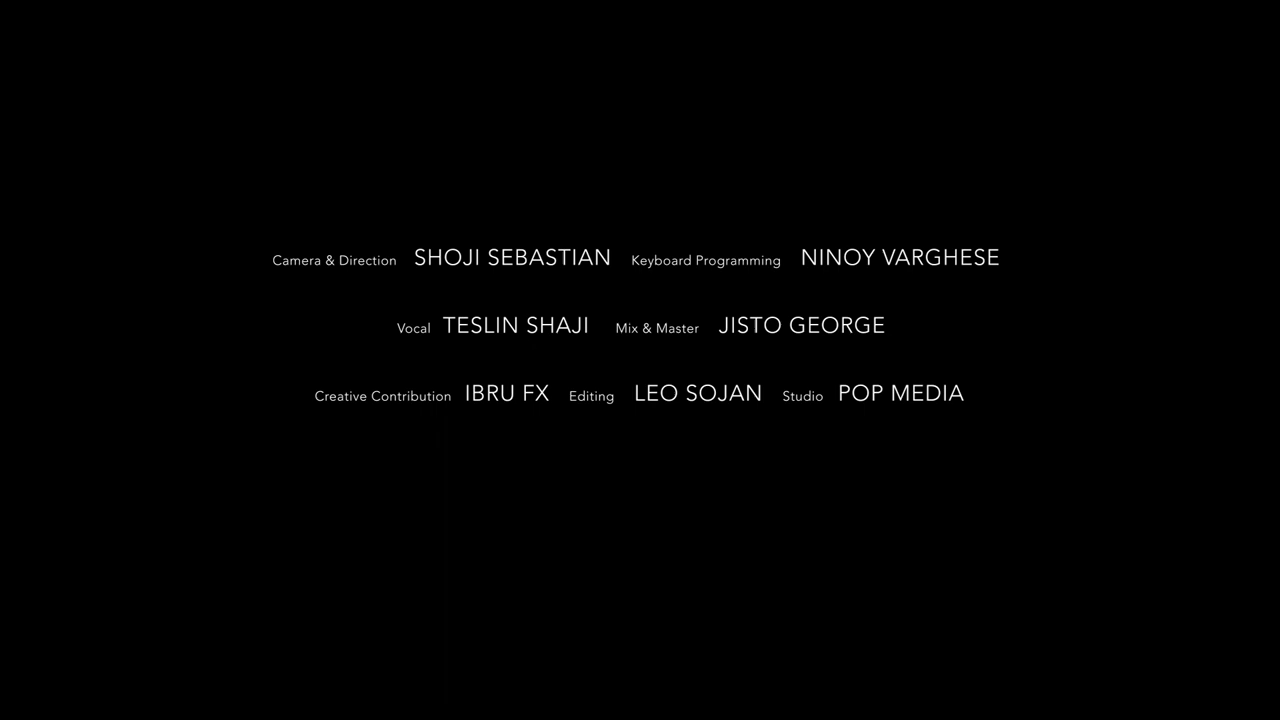 Camera & Direction SHOJI SEBASTIAN Keyboard Programming NINOY VARGHESE
Vocal TESLIN SHAJI Mix & Master JISTO GEORGE
Creative Contribution IBRU FX Editing LEO SOJAN Studio POP MEDIA